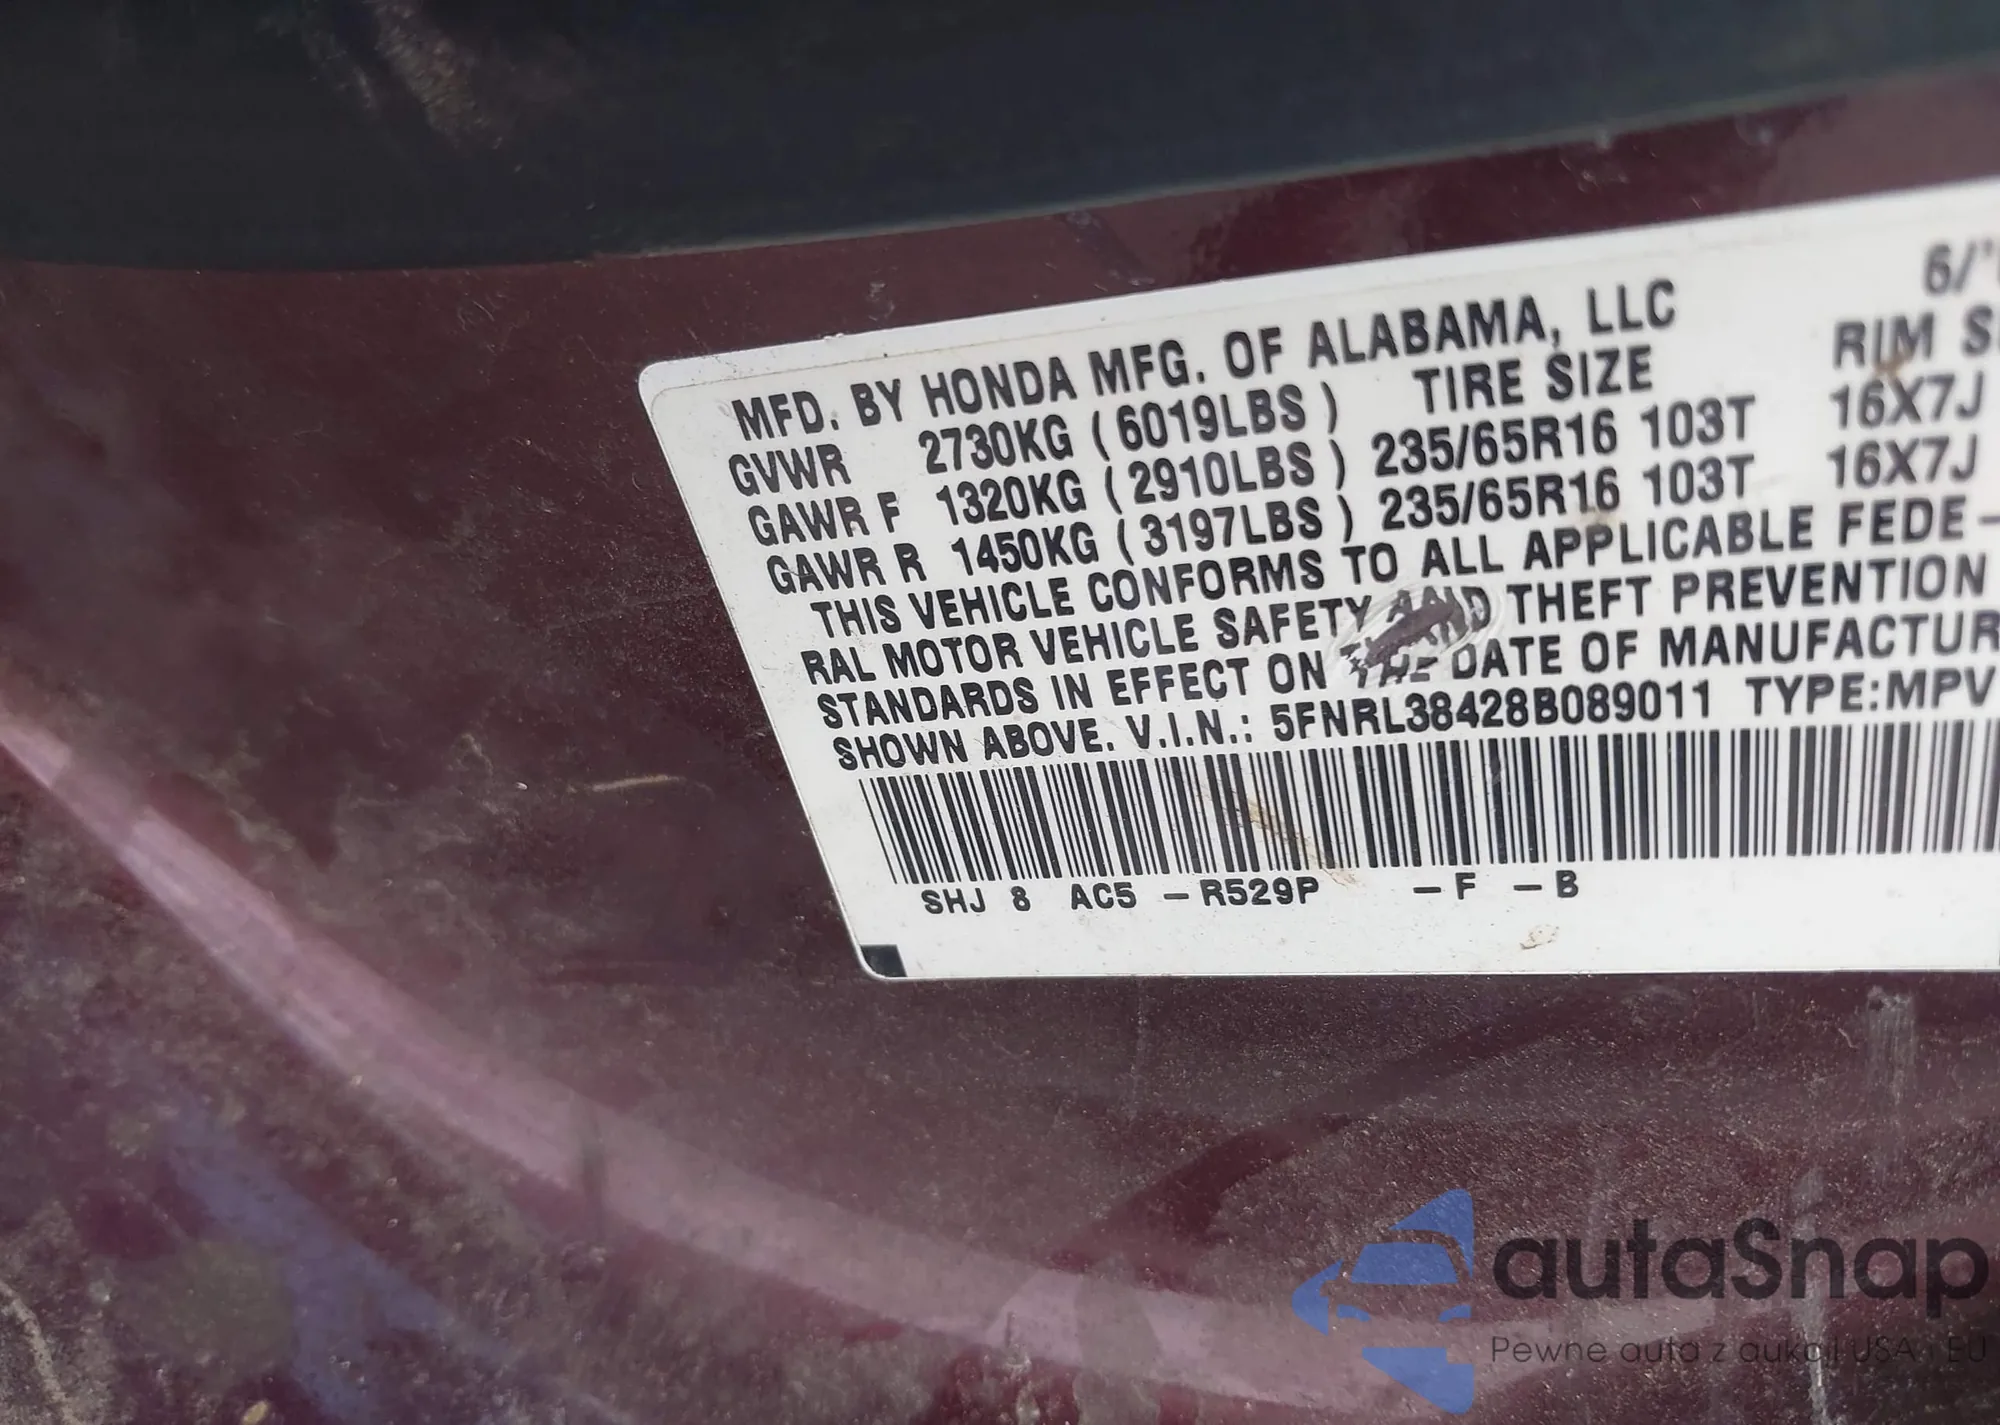 6/'
MFD. BY HONDA MFG. OF ALABAMA, LLC
TIRE SIZE RIM
GVWR 2730KG ( 6019LBS )
GAWR F 1320KG ( 2910LBS ) 235/65R16 103T 16X7J
GAWR R 1450KG ( 3197LBS ) 235/65R16 103T 16X7J
THIS VEHICLE CONFORMS TO ALL APPLICABLE FEDE –
RAL MOTOR VEHICLE SAFETY AND THEFT PREVENTION
STANDARDS IN EFFECT ON THE DATE OF MANUFACTUR
SHOWN ABOVE. V.I.N.: 5FNRL38428B089011 TYPE:MPV
SHJ 8 AC5 – R529P – F – B
autaSnap
Pewne auta z aukcji USA i EU